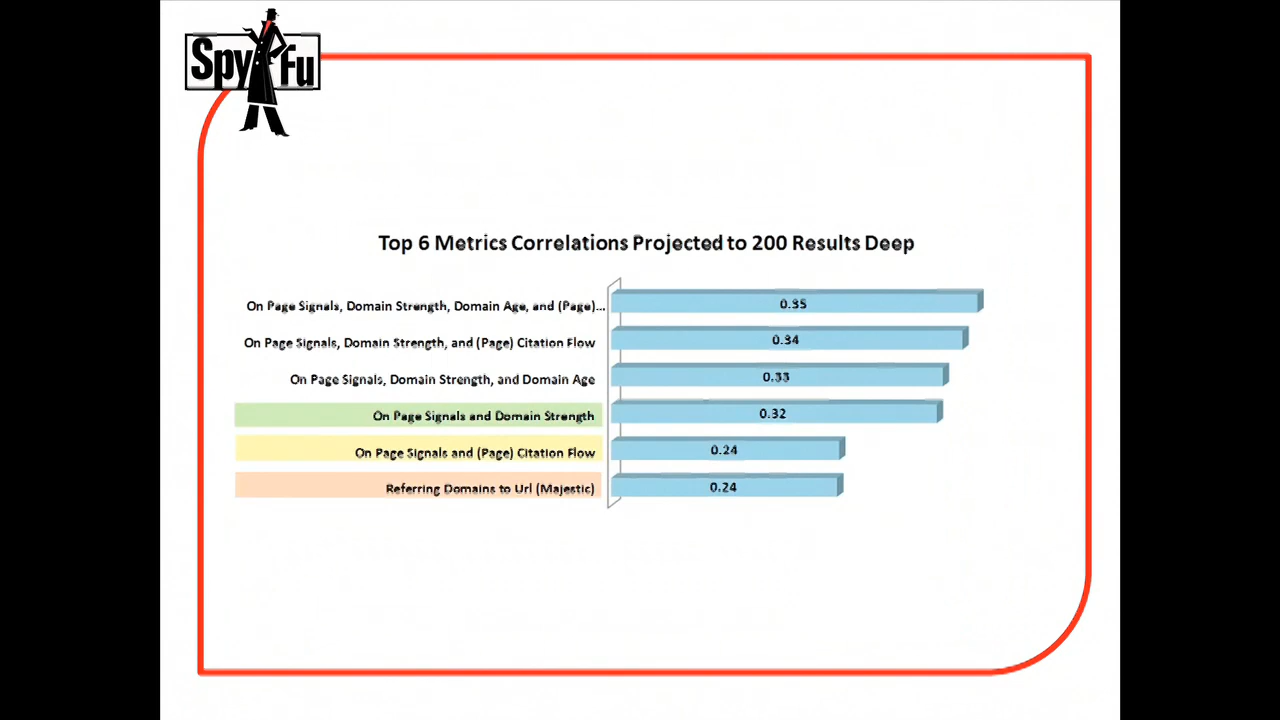 Spy Fu
Top 6 Metrics Correlations Projected to 200 Results Deep
On Page Signals, Domain Strength, Domain Age, and (Page)... 0.35
On Page Signals, Domain Strength, and (Page) Citation Flow 0.34
On Page Signals, Domain Strength, and Domain Age 0.33
On Page Signals and Domain Strength 0.32
On Page Signals and (Page) Citation Flow 0.24
Referring Domains to Url (Majestic) 0.24